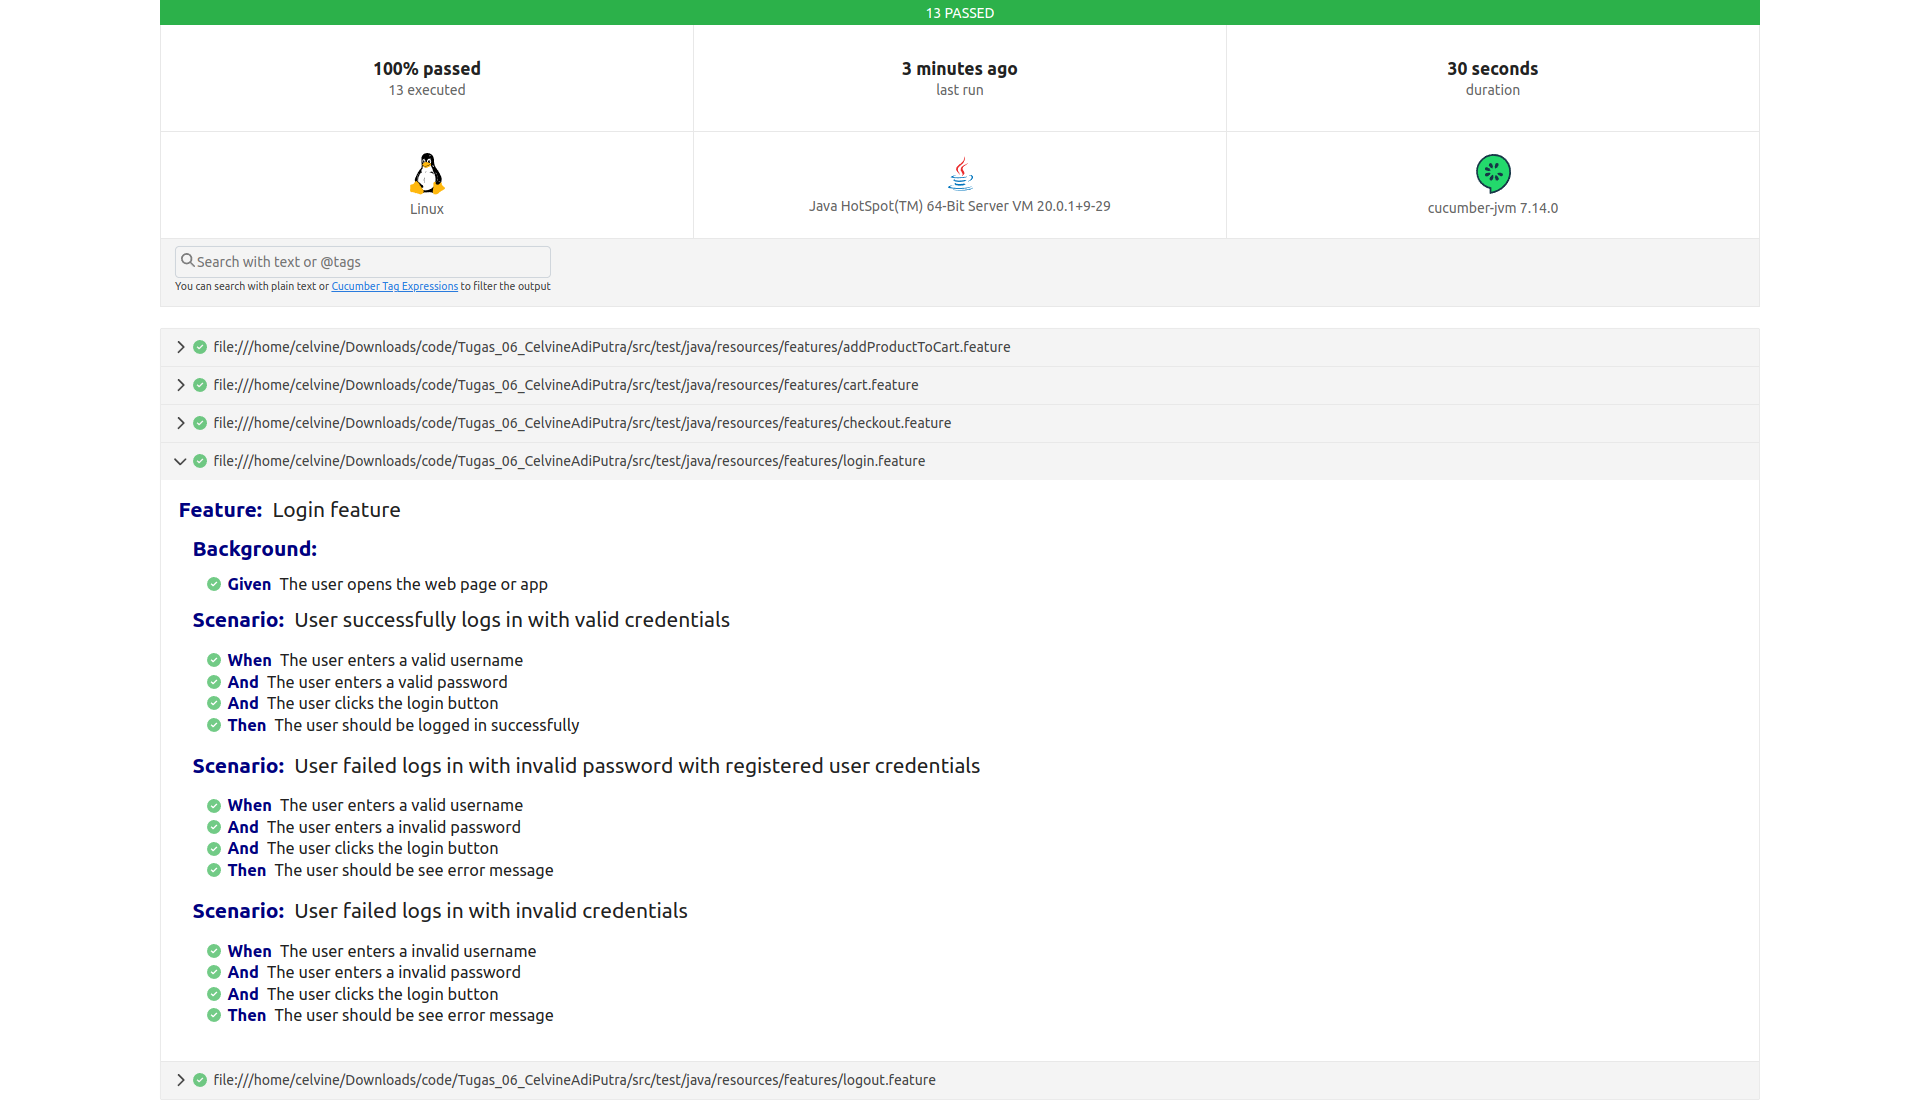 13 PASSED
100% passed
13 executed
3 minutes ago
last run
30 seconds
duration
Linux
Java HotSpot(TM) 64-Bit Server VM 20.0.1+9-29
cucumber-jvm 7.14.0
Search with text or @tags
You can search with plain text or Cucumber Tag Expressions to filter the output
file:///home/celvine/Downloads/code/Tugas_06_CelvineAdiPutra/src/test/java/resources/features/addProductToCart.feature
file:///home/celvine/Downloads/code/Tugas_06_CelvineAdiPutra/src/test/java/resources/features/cart.feature
file:///home/celvine/Downloads/code/Tugas_06_CelvineAdiPutra/src/test/java/resources/features/checkout.feature
file:///home/celvine/Downloads/code/Tugas_06_CelvineAdiPutra/src/test/java/resources/features/login.feature
Feature: Login feature
Background:
Given The user opens the web page or app
Scenario: User successfully logs in with valid credentials
When The user enters a valid username
And The user enters a valid password
And The user clicks the login button
Then The user should be logged in successfully
Scenario: User failed logs in with invalid password with registered user credentials
When The user enters a valid username
And The user enters a invalid password
And The user clicks the login button
Then The user should be see error message
Scenario: User failed logs in with invalid credentials
When The user enters a invalid username
And The user enters a invalid password
And The user clicks the login button
Then The user should be see error message
file:///home/celvine/Downloads/code/Tugas_06_CelvineAdiPutra/src/test/java/resources/features/logout.feature